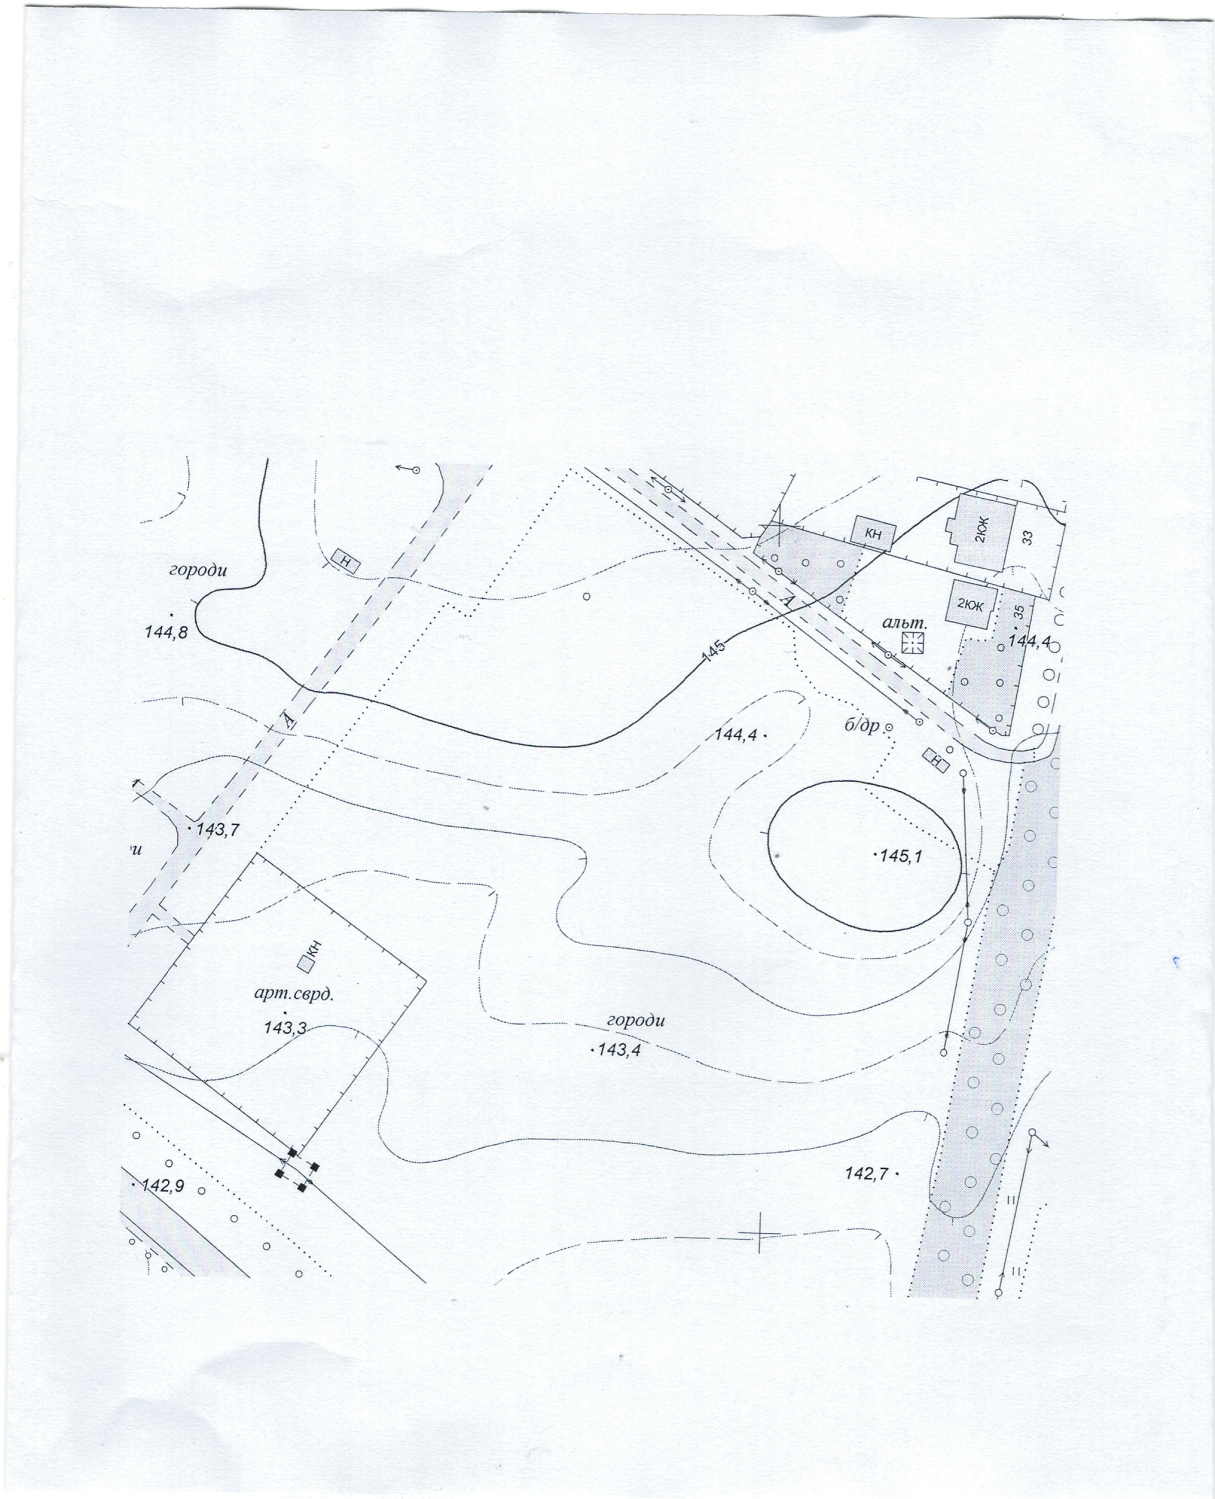 КН
2КЖ
33
Н
городи
144,8
А
2КЖ
35
альт.
144,4
145
А
144,4
б/др
Н
143,7
и
145,1
КН
арт.сврд.
143,3
городи
143,4
142,7
142,9